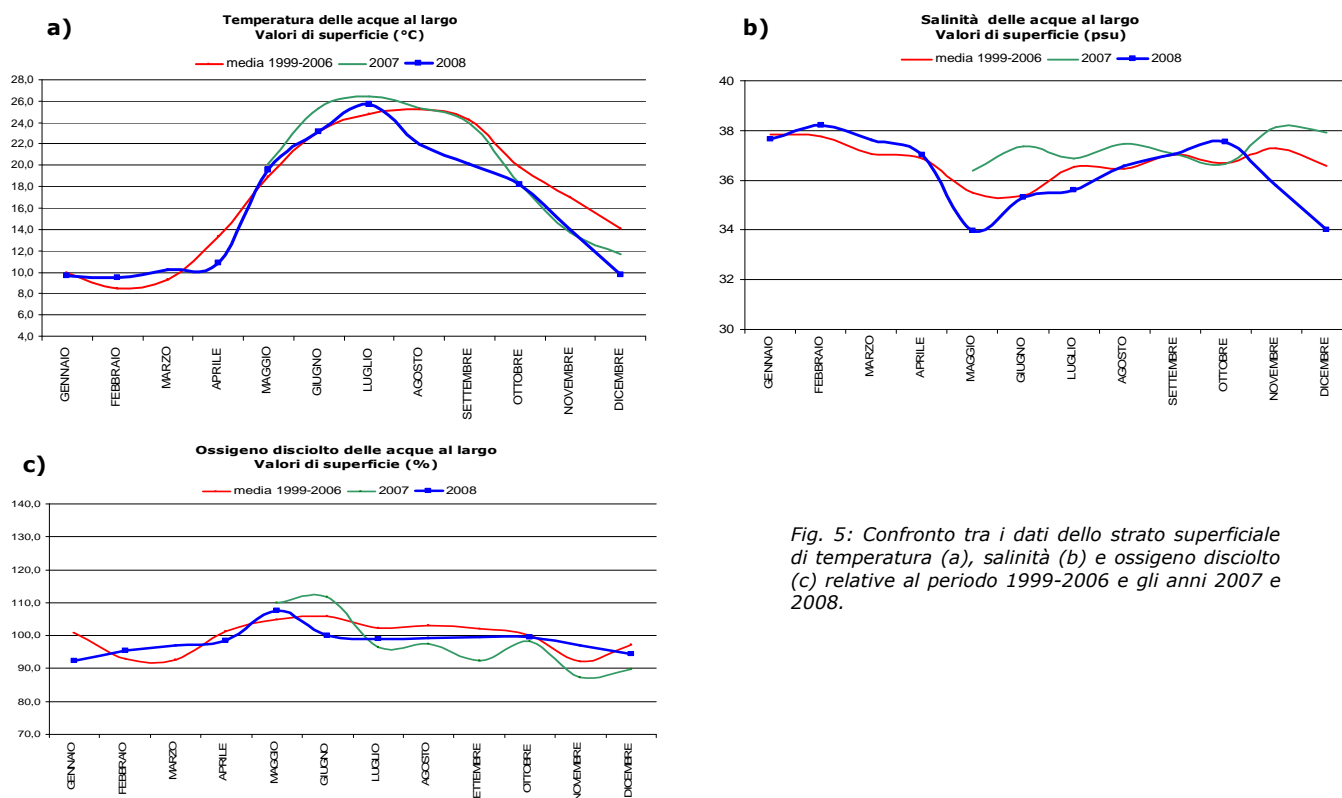 a)
Temperatura delle acque al largo
Valori di superficie (°C)
media 1999-2006 2007 2008
28,0
26,0
24,0
22,0
20,0
18,0
16,0
14,0
12,0
10,0
8,0
6,0
4,0
GENNAIO
FEBBRAIO
MARZO
APRILE
MAGGIO
GIUGNO
LUGLIO
AGOSTO
SETTEMBRE
OTTOBRE
NOVEMBRE
DICEMBRE
b)
Salinità delle acque al largo
Valori di superficie (psu)
media 1999-2006 2007 2008
40
38
36
34
32
30
GENNAIO
FEBBRAIO
MARZO
APRILE
MAGGIO
GIUGNO
LUGLIO
AGOSTO
SETTEMBRE
OTTOBRE
NOVEMBRE
DICEMBRE
c)
Ossigeno disciolto delle acque al largo
Valori di superficie (%)
media 1999-2006 2007 2008
140,0
130,0
120,0
110,0
100,0
90,0
80,0
70,0
GENNAIO
FEBBRAIO
MARZO
APRILE
MAGGIO
GIUGNO
LUGLIO
AGOSTO
SETTEMBRE
OTTOBRE
NOVEMBRE
DICEMBRE
Fig. 5: Confronto tra i dati dello strato superficiale
di temperatura (a), salinità (b) e ossigeno disciolto
(c) relative al periodo 1999-2006 e gli anni 2007 e
2008.